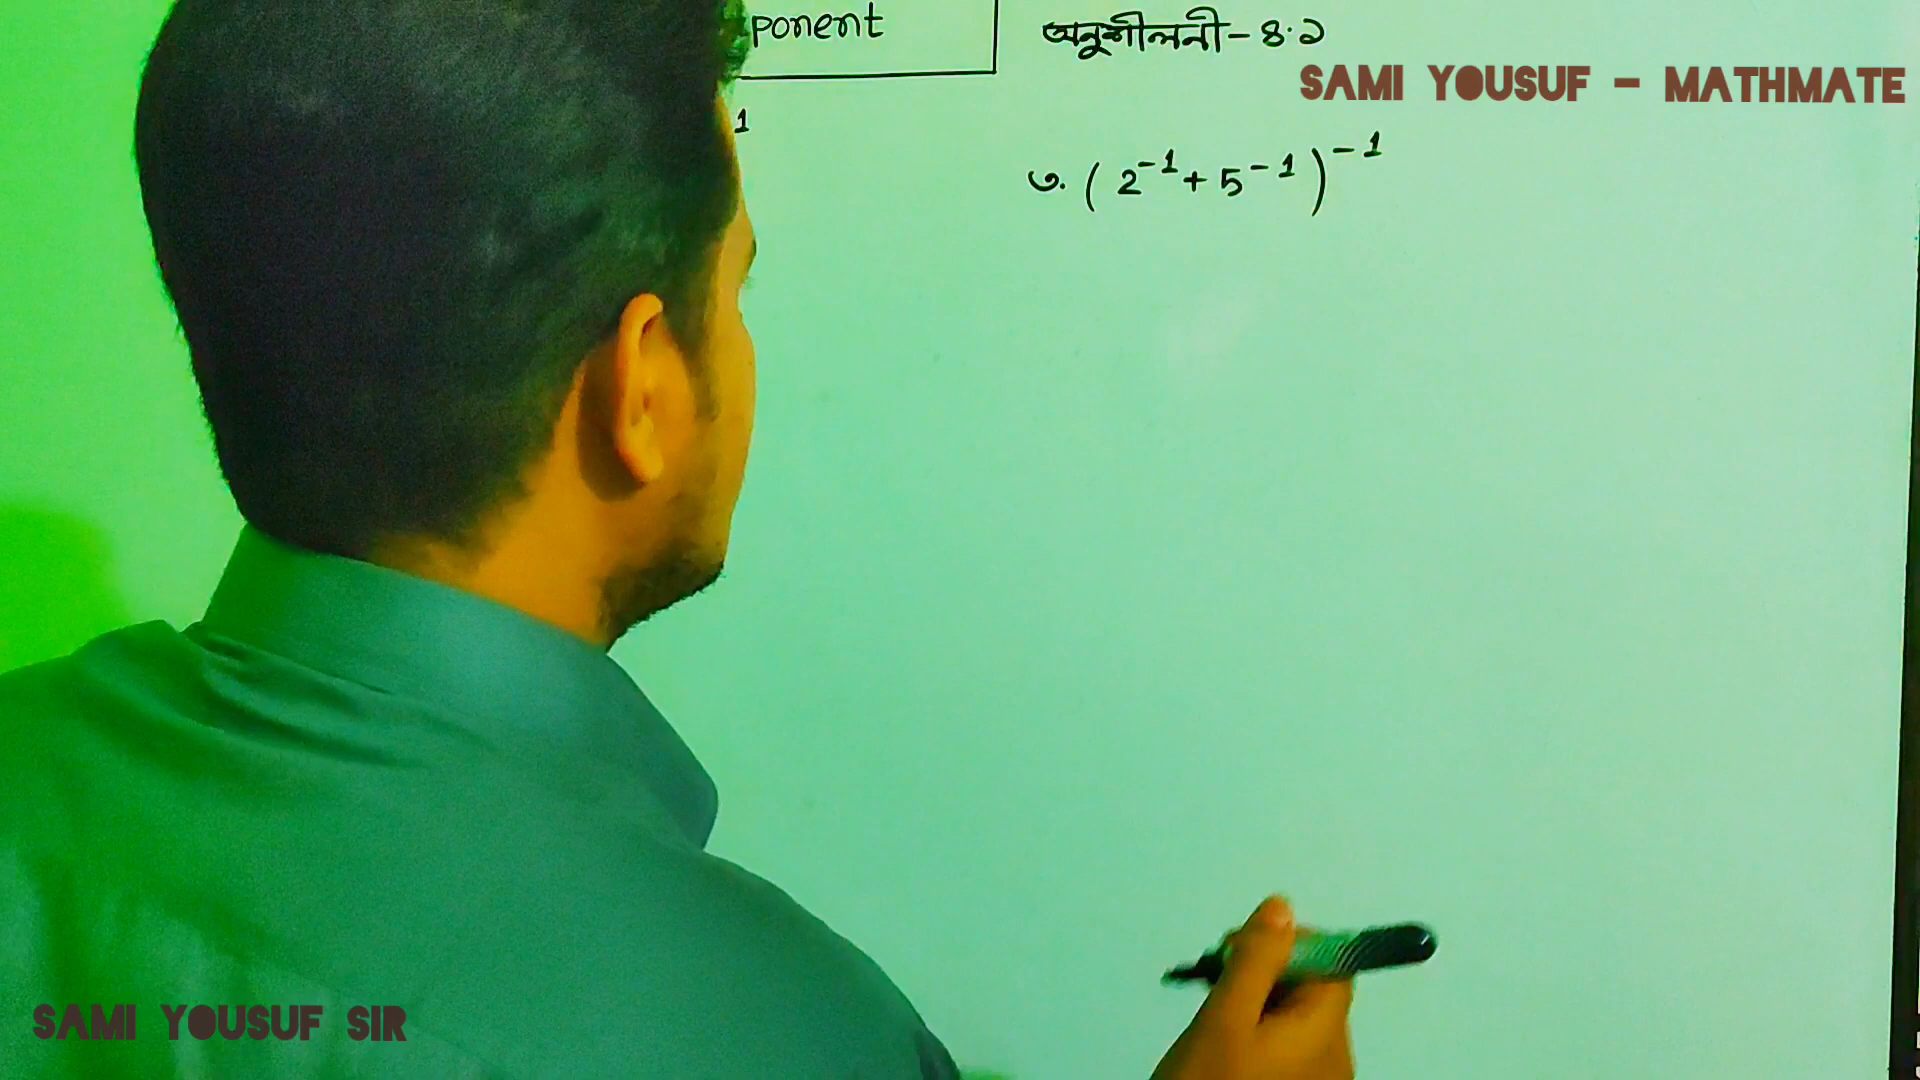 ponent
অনুশীলনী- ৪.১
SAMI YOUSUF - MATHMATE
1
৩. (2⁻¹ + 5⁻¹)⁻¹
SAMI YOUSUF SIR